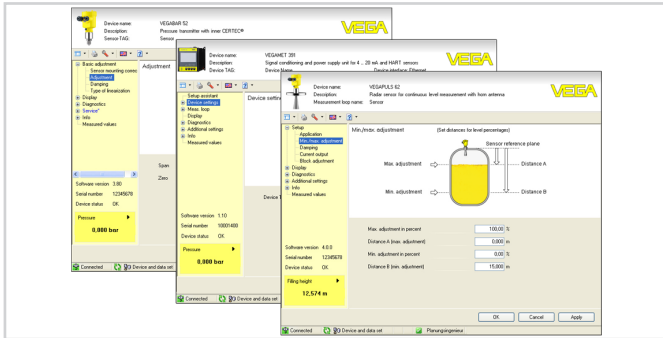 Device name: VEGABAR 52
Description: Pressure transmitter with inner CERTEC®
Sensor TAG: Sensor
VEGA
Basic adjustment
Sensor mounting correc
Adjustment
Damping
Type of linearization
Display
Diagnostics
Service
Info
Measured values
Adjustment
Span
Zero
Software version 3.80
Serial number 12345678
Device status OK
Pressure
0,000 bar
Connected Device and data set
Device name: VEGAMET 391
Description: Signal conditioning and power supply unit for 4 .. 20 mA and HART sensors
Device TAG: Device Name Device interface: Ethernet
VEGA
Setup assistant
Device settings
Meas. loop
Display
Diagnostics
Additional settings
Info
Measured values
Device settin
Device T
Software version 1.10
Serial number 10001400
Device status OK
Pressure
0,000 bar
Connected Device and data set
Device name: VEGAPULS 62
Description: Radar sensor for continuous level measurement with horn antenna
Measurement loop name: Sensor
VEGA
Setup
Application
Min./max. adjustment
Damping
Current output
Block adjustment
Display
Diagnostics
Additional settings
Info
Measured values
Min./max. adjustment (Set distances for level percentages)
Sensor reference plane
Max. adjustment
Distance A
Min. adjustment
Distance B
Max. adjustment in percent 100,00 %
Distance A (max. adjustment) 0,000 m
Min. adjustment in percent 0,00 %
Distance B (min. adjustment) 15,000 m
Software version 4.0.0
Serial number 12345678
Device status OK
Filling height
12,574 m
OK Cancel Apply
Connected Device and data set Planungsingenieur